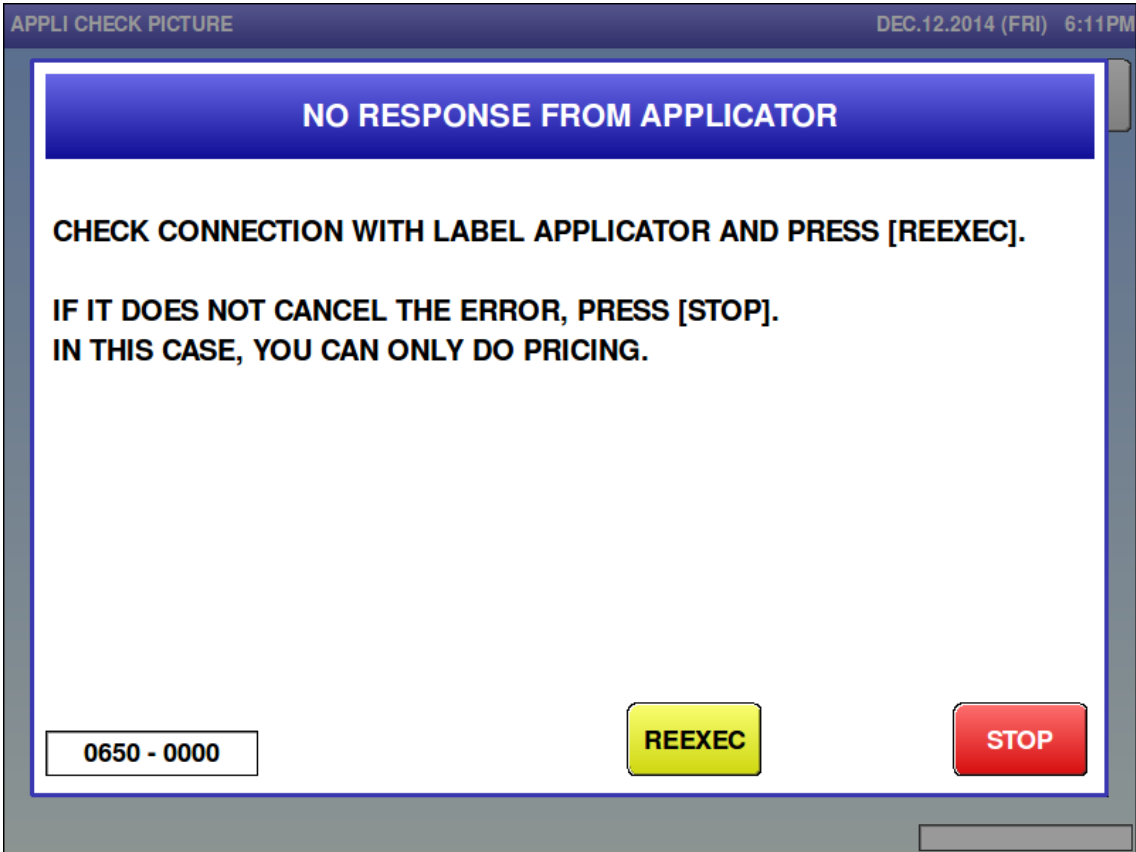 APPLI CHECK PICTURE DEC.12.2014 (FRI) 6:11PM
NO RESPONSE FROM APPLICATOR
CHECK CONNECTION WITH LABEL APPLICATOR AND PRESS [REEXEC].
IF IT DOES NOT CANCEL THE ERROR, PRESS [STOP].
IN THIS CASE, YOU CAN ONLY DO PRICING.
0650 - 0000 REEXEC STOP